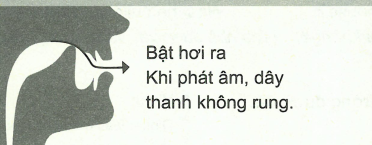 Bật hơi ra
Khi phát âm, dây
thanh không rung.